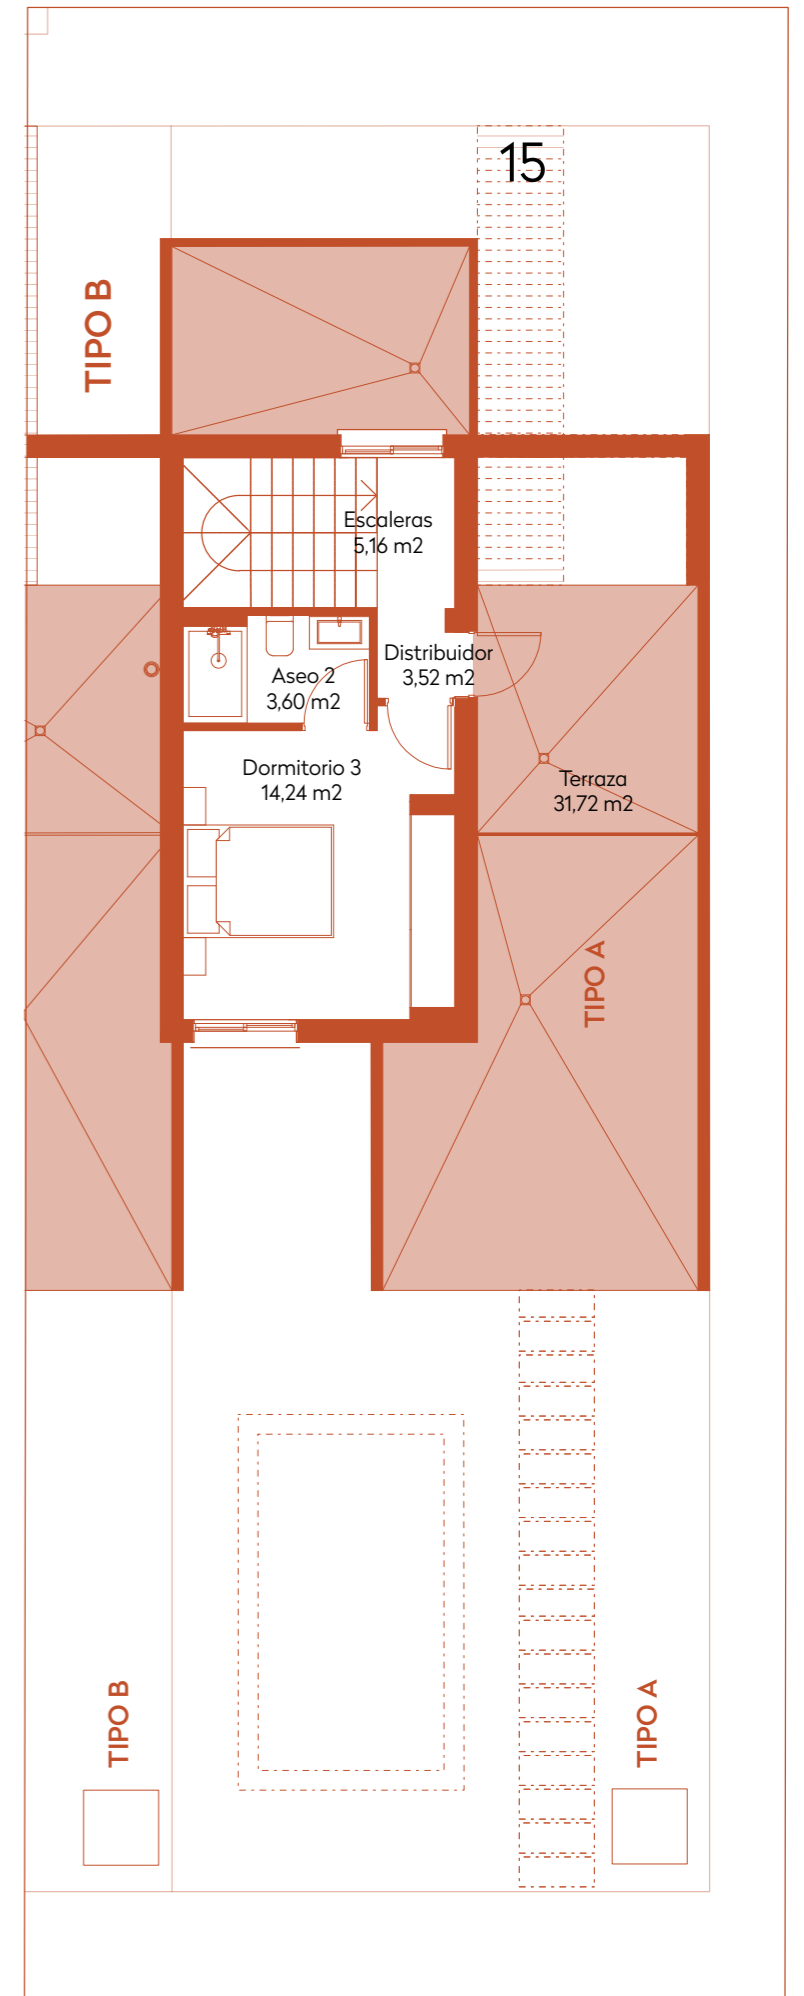 15
TIPO B
Escaleras
5,16 m2
Distribuidor
3,52 m2
Aseo 2
3,60 m2
Dormitorio 3
14,24 m2
Terraza
31,72 m2
TIPO A
TIPO B
TIPO A